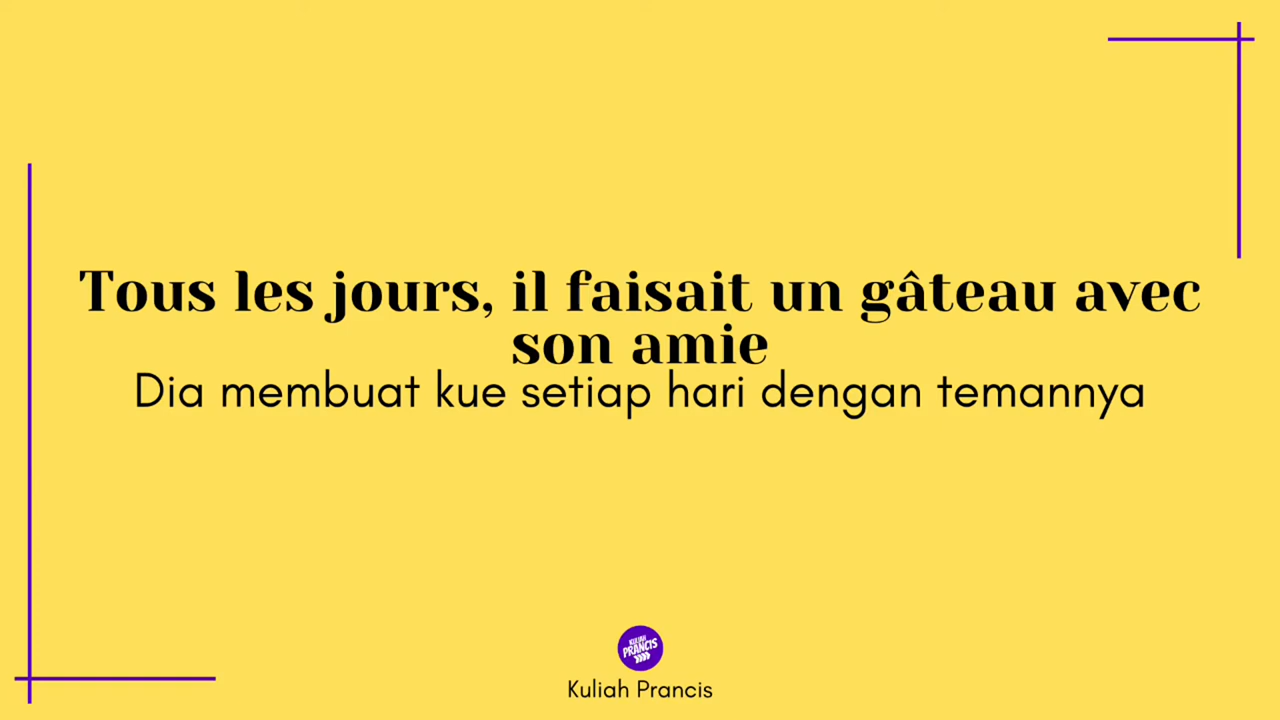 Tous les jours, il faisait un gâteau avec
son amie
Dia membuat kue setiap hari dengan temannya
KULIAH
PRANCIS
Kuliah Prancis